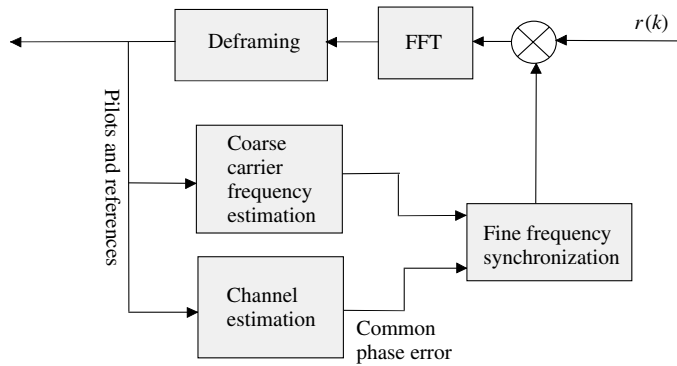 Deframing
FFT
r(k)
Pilots and references
Coarse
carrier
frequency
estimation
Fine frequency
synchronization
Channel
estimation
Common
phase error